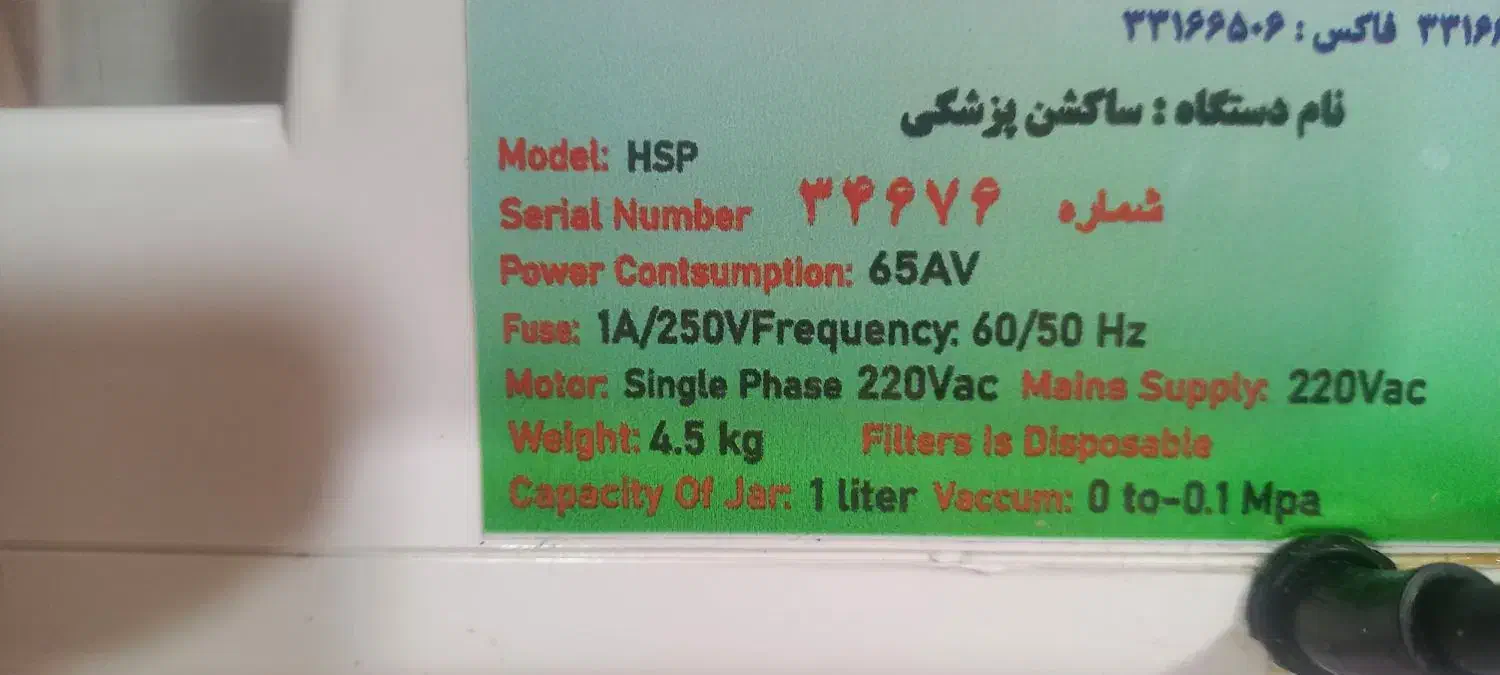 فاکس : ۳۳۱۶۶۵۰۶
نام دستگاه : ساکشن پزشکی
Model: HSP
Serial Number ۳۴۶۷۶ شماره
Power Contsumption: 65AV
Fuse: 1A/250VFrequency: 60/50 Hz
Motor: Single Phase 220Vac Mains Supply: 220Vac
Weight: 4.5 kg Filters Is Disposable
Capacity Of Jar: 1 liter Vaccum: 0 to-0.1 Mpa